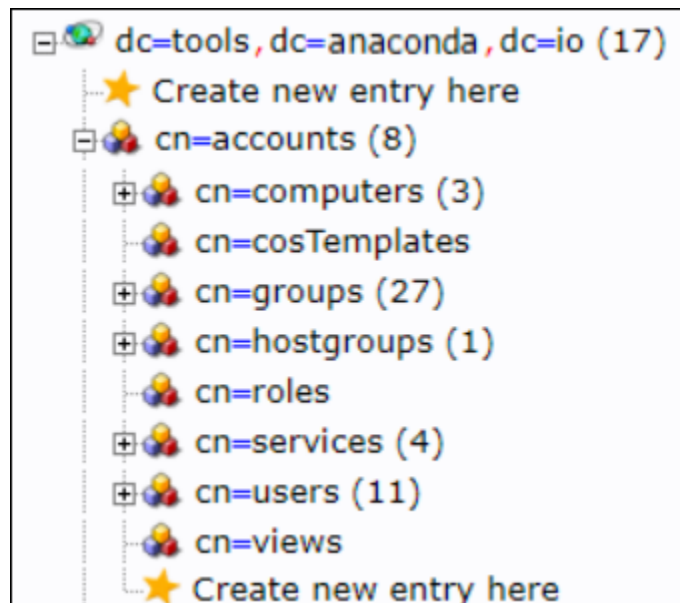 dc=tools, dc=anaconda, dc=io (17)
Create new entry here
cn=accounts (8)
cn=computers (3)
cn=cosTemplates
cn=groups (27)
cn=hostgroups (1)
cn=roles
cn=services (4)
cn=users (11)
cn=views
Create new entry here